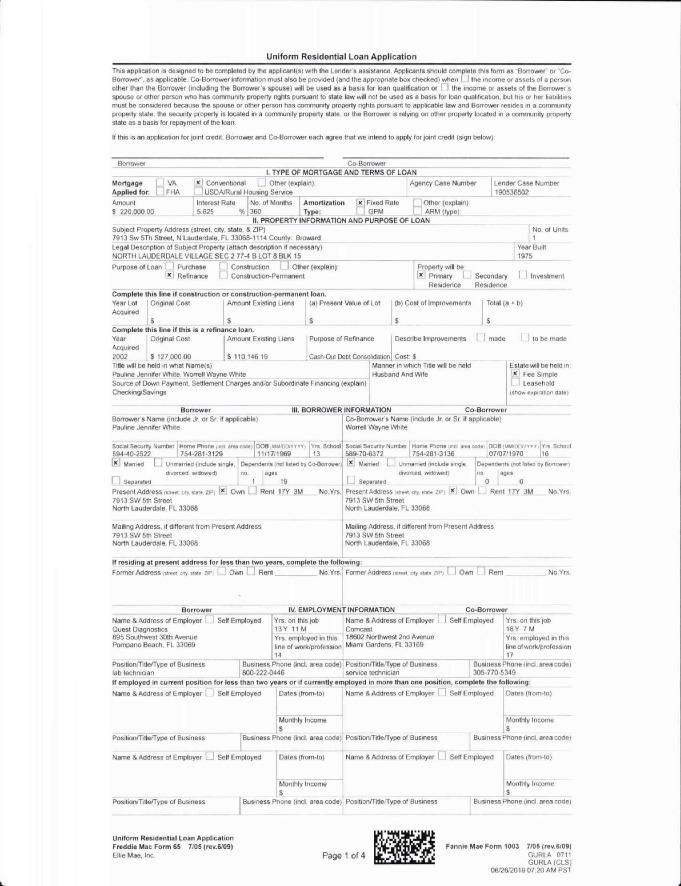 Uniform Residential Loan Application
This application is designed to be completed by the applicant(s) with the Lender's assistance. Applicants should complete this form as "Borrower" or "Co-
Borrower", as applicable. Co-Borrower information must also be provided (and the appropriate box checked) when ☐ the income or assets of a person
other than the Borrower (including the Borrower's spouse) will be used as a basis for loan qualification or ☐ the income or assets of the Borrower's
spouse or other person who has community property rights pursuant to state law will not be used as a basis for loan qualification, but his or her liabilities
must be considered because the spouse or other person has community property rights pursuant to applicable law and Borrower resides in a community
property state, the security property is located in a community property state, or the Borrower is relying on other property located in a community property
state as a basis for repayment of the loan.
If this is an application for joint credit, Borrower and Co-Borrower each agree that we intend to apply for joint credit (sign below):
Borrower Co-Borrower
I. TYPE OF MORTGAGE AND TERMS OF LOAN
Mortgage ☐ VA ☒ Conventional ☐ Other (explain): Agency Case Number Lender Case Number
Applied for: ☐ FHA ☐ USDA/Rural Housing Service 190536502
Amount Interest Rate No. of Months Amortization ☒ Fixed Rate ☐ Other (explain):
$ 220,000.00 5.625 % 360 Type: ☐ GPM ☐ ARM (type):
II. PROPERTY INFORMATION AND PURPOSE OF LOAN
Subject Property Address (street, city, state, & ZIP) No. of Units
7913 Sw 5Th Street, N Lauderdale, FL 33068-1114 County: Broward 1
Legal Description of Subject Property (attach description if necessary) Year Built
NORTH LAUDERDALE VILLAGE SEC 2 77-4 B LOT 8 BLK 15 1975
Purpose of Loan ☐ Purchase ☐ Construction ☐ Other (explain): Property will be:
☒ Refinance ☐ Construction-Permanent ☒ Primary Residence ☐ Secondary Residence ☐ Investment
Complete this line if construction or construction-permanent loan.
Year Lot Acquired Original Cost Amount Existing Liens (a) Present Value of Lot (b) Cost of Improvements Total (a + b)
$ $ $ $ $
Complete this line if this is a refinance loan.
Year Acquired Original Cost Amount Existing Liens Purpose of Refinance Describe Improvements ☐ made ☐ to be made
2002 $ 127,000.00 $ 110,146.19 Cash-Out Debt Consolidation Cost: $
Title will be held in what Name(s) Manner in which Title will be held Estate will be held in:
Pauline Jennifer White, Worrell Wayne White Husband And Wife ☒ Fee Simple
Source of Down Payment, Settlement Charges and/or Subordinate Financing (explain) ☐ Leasehold
Checking/Savings (show expiration date)
Borrower III. BORROWER INFORMATION Co-Borrower
Borrower's Name (include Jr. or Sr. if applicable) Co-Borrower's Name (include Jr. or Sr. if applicable)
Pauline Jennifer White Worrell Wayne White
Social Security Number Home Phone (incl. area code) DOB (MM/DD/YYYY) Yrs. School Social Security Number Home Phone (incl. area code) DOB (MM/DD/YYYY) Yrs. School
594-40-2522 754-281-3129 11/17/1969 13 589-70-6372 754-281-3136 07/07/1970 16
☒ Married ☐ Unmarried (include single, Dependents (not listed by Co-Borrower) ☒ Married ☐ Unmarried (include single, Dependents (not listed by Borrower)
divorced, widowed) no. ages divorced, widowed) no. ages
☐ Separated 1 19 ☐ Separated 0 0
Present Address (street, city, state, ZIP) ☒ Own ☐ Rent 17Y 3M No.Yrs. Present Address (street, city, state, ZIP) ☒ Own ☐ Rent 17Y 3M No.Yrs.
7913 SW 5th Street 7913 SW 5th Street
North Lauderdale, FL 33068 North Lauderdale, FL 33068
Mailing Address, if different from Present Address Mailing Address, if different from Present Address
7913 SW 5th Street 7913 SW 5th Street
North Lauderdale, FL 33068 North Lauderdale, FL 33068
If residing at present address for less than two years, complete the following:
Former Address (street, city, state, ZIP) ☐ Own ☐ Rent No.Yrs. Former Address (street, city, state, ZIP) ☐ Own ☐ Rent No.Yrs.
Borrower IV. EMPLOYMENT INFORMATION Co-Borrower
Name & Address of Employer ☐ Self Employed Yrs. on this job Name & Address of Employer ☐ Self Employed Yrs. on this job
Quest Diagnostics 13 Y 11 M Comcast 16 Y 7 M
895 Southwest 30th Avenue Yrs. employed in this 18602 Northwest 2nd Avenue Yrs. employed in this
Pompano Beach, FL 33069 line of work/profession Miami Gardens, FL 33169 line of work/profession
14 17
Position/Title/Type of Business Business Phone (incl. area code) Position/Title/Type of Business Business Phone (incl. area code)
lab technician 800-222-0446 service technician 305-770-5349
If employed in current position for less than two years or if currently employed in more than one position, complete the following:
Name & Address of Employer ☐ Self Employed Dates (from-to) Name & Address of Employer ☐ Self Employed Dates (from-to)
Monthly Income Monthly Income
$ $
Position/Title/Type of Business Business Phone (incl. area code) Position/Title/Type of Business Business Phone (incl. area code)
Name & Address of Employer ☐ Self Employed Dates (from-to) Name & Address of Employer ☐ Self Employed Dates (from-to)
Monthly Income Monthly Income
$ $
Position/Title/Type of Business Business Phone (incl. area code) Position/Title/Type of Business Business Phone (incl. area code)
Uniform Residential Loan Application
Freddie Mac Form 65 7/05 (rev.6/09) Fannie Mae Form 1003 7/05 (rev.6/09)
Ellie Mae, Inc. Page 1 of 4 GURLA 0711
GURLA (CLS)
08/26/2019 07:20 AM PST